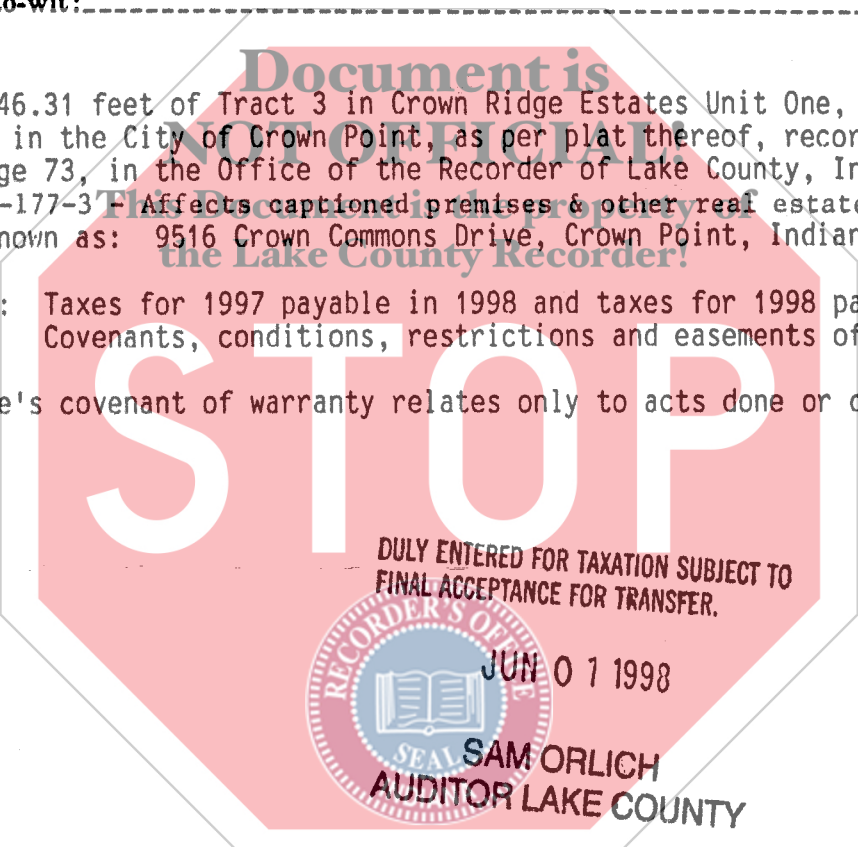 to-wit:
Document is
46.31 feet of Tract 3 in Crown Ridge Estates Unit One,
in the City of Crown Point, as per plat thereof, recor
NOT OFFICIAL!
ge 73, in the Office of the Recorder of Lake County, In
-177-3 - Affects captioned premises & other real estate
This Document is the property of
nown as: 9516 Crown Commons Drive, Crown Point, Indian
the Lake County Recorder!
: Taxes for 1997 payable in 1998 and taxes for 1998 pa
Covenants, conditions, restrictions and easements of
e's covenant of warranty relates only to acts done or
STOP
DULY ENTERED FOR TAXATION SUBJECT TO
FINAL ACCEPTANCE FOR TRANSFER.
RECORDER'S OFFICE
JUN 01 1998
SEAL
SAM ORLICH
AUDITOR LAKE COUNTY